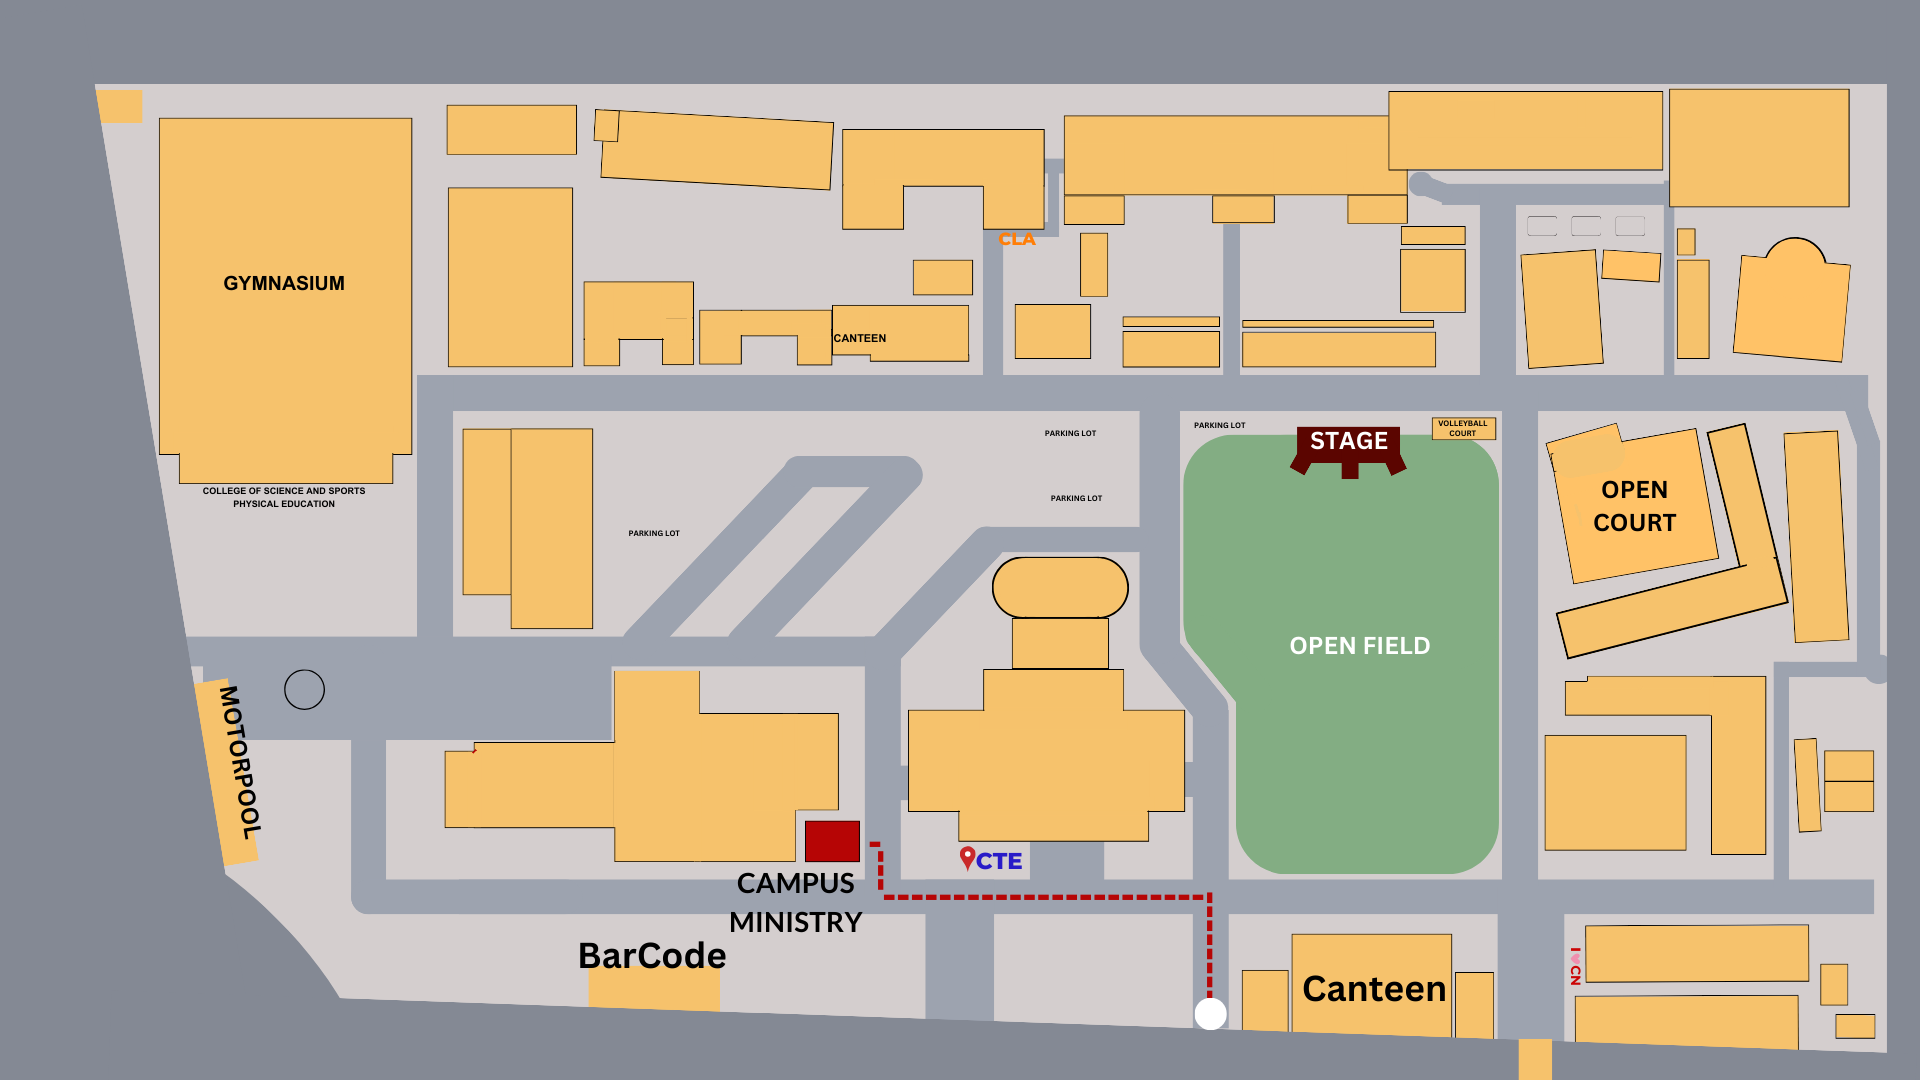 CLA
GYMNASIUM
CANTEEN
COLLEGE OF SCIENCE AND SPORTS
PHYSICAL EDUCATION
PARKING LOT
PARKING LOT
PARKING LOT
PARKING LOT
STAGE
VOLLEYBALL
COURT
OPEN
COURT
OPEN FIELD
MOTORPOOL
CTE
CAMPUS
MINISTRY
BarCode
Canteen
I ♥ CN